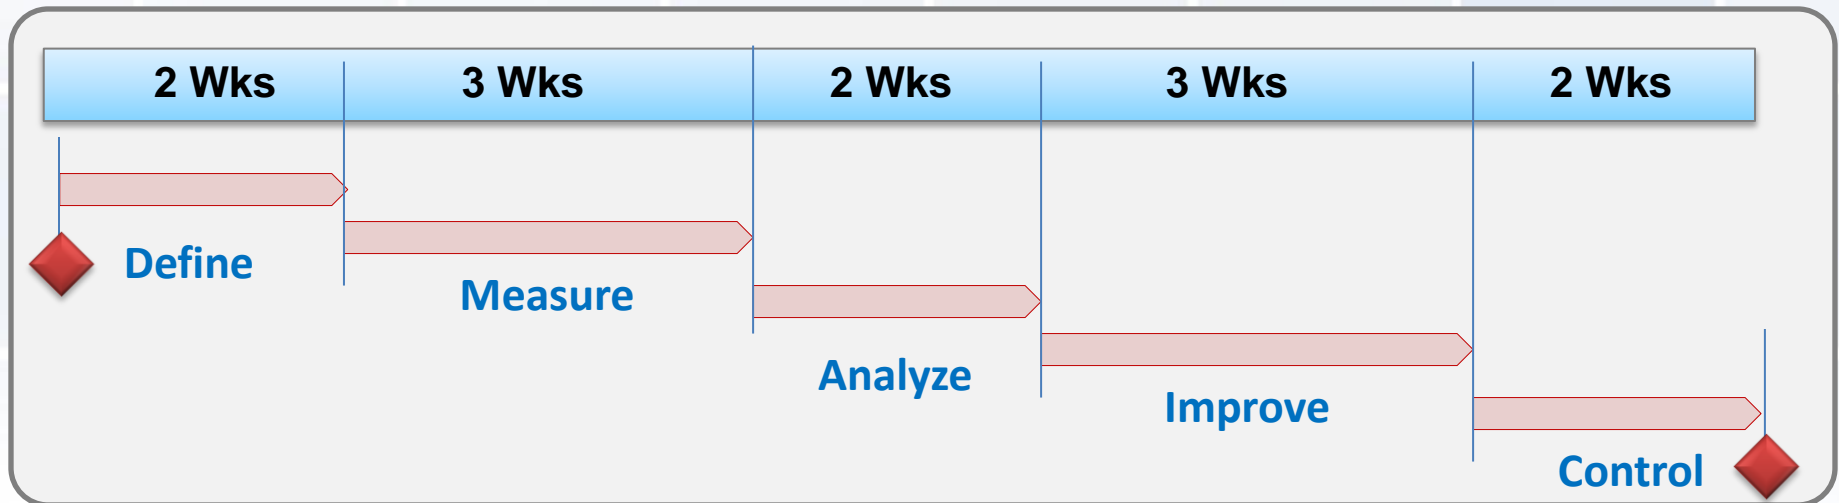 2 Wks 3 Wks 2 Wks 3 Wks 2 Wks
Define
Measure
Analyze
Improve
Control